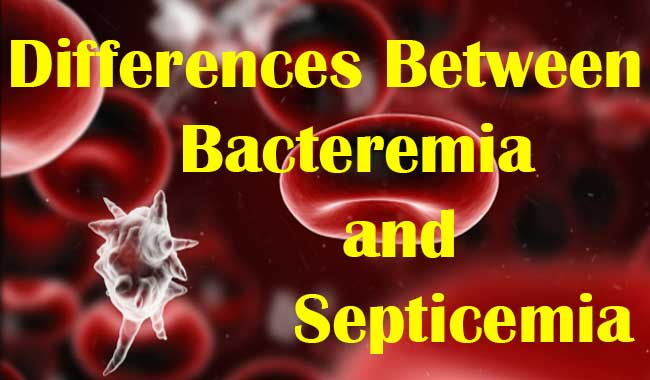 Differences Between
Bacteremia
and
Septicemia